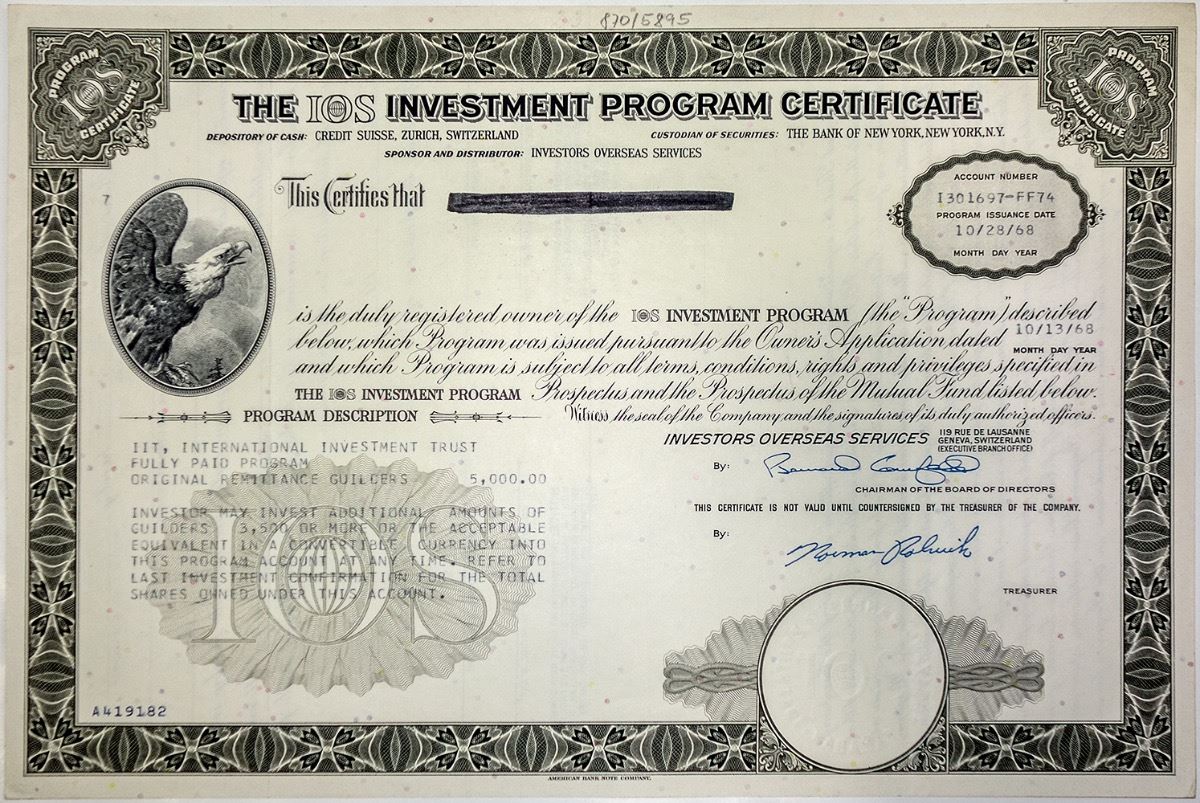 870/5895
PROGRAM IOS CERTIFICATE
PROGRAM IOS CERTIFICATE
THE IOS INVESTMENT PROGRAM CERTIFICATE
DEPOSITORY OF CASH: CREDIT SUISSE, ZURICH, SWITZERLAND
CUSTODIAN OF SECURITIES: THE BANK OF NEW YORK, NEW YORK, N.Y.
SPONSOR AND DISTRIBUTOR: INVESTORS OVERSEAS SERVICES
7
This Certifies that
ACCOUNT NUMBER
I301697-FF74
PROGRAM ISSUANCE DATE
10/28/68
MONTH DAY YEAR
is the duly registered owner of the IOS INVESTMENT PROGRAM (the "Program") described
below, which Program was issued pursuant to the Owner's Application dated 10/13/68
MONTH DAY YEAR
and which Program is subject to all terms, conditions, rights and privileges specified in
THE IOS INVESTMENT PROGRAM Prospectus and the Prospectus of the Mutual Fund listed below.
PROGRAM DESCRIPTION
Witness the seal of the Company and the signatures of its duly authorized officers.
IIT, INTERNATIONAL INVESTMENT TRUST
FULLY PAID PROGRAM
ORIGINAL REMITTANCE GUILDERS 5,000.00
INVESTOR MAY INVEST ADDITIONAL AMOUNTS OF
GUILDERS 3,500 OR MORE OR THE ACCEPTABLE
EQUIVALENT IN A CONVERTIBLE CURRENCY INTO
THIS PROGRAM ACCOUNT AT ANY TIME. REFER TO
LAST INVESTMENT CONFIRMATION FOR THE TOTAL
SHARES OWNED UNDER THIS ACCOUNT.
IOS
INVESTORS OVERSEAS SERVICES
119 RUE DE LAUSANNE
GENEVA, SWITZERLAND
(EXECUTIVE BRANCH OFFICE)
By:
CHAIRMAN OF THE BOARD OF DIRECTORS
THIS CERTIFICATE IS NOT VALID UNTIL COUNTERSIGNED BY THE TREASURER OF THE COMPANY.
By:
TREASURER
A419182
AMERICAN BANK NOTE COMPANY.